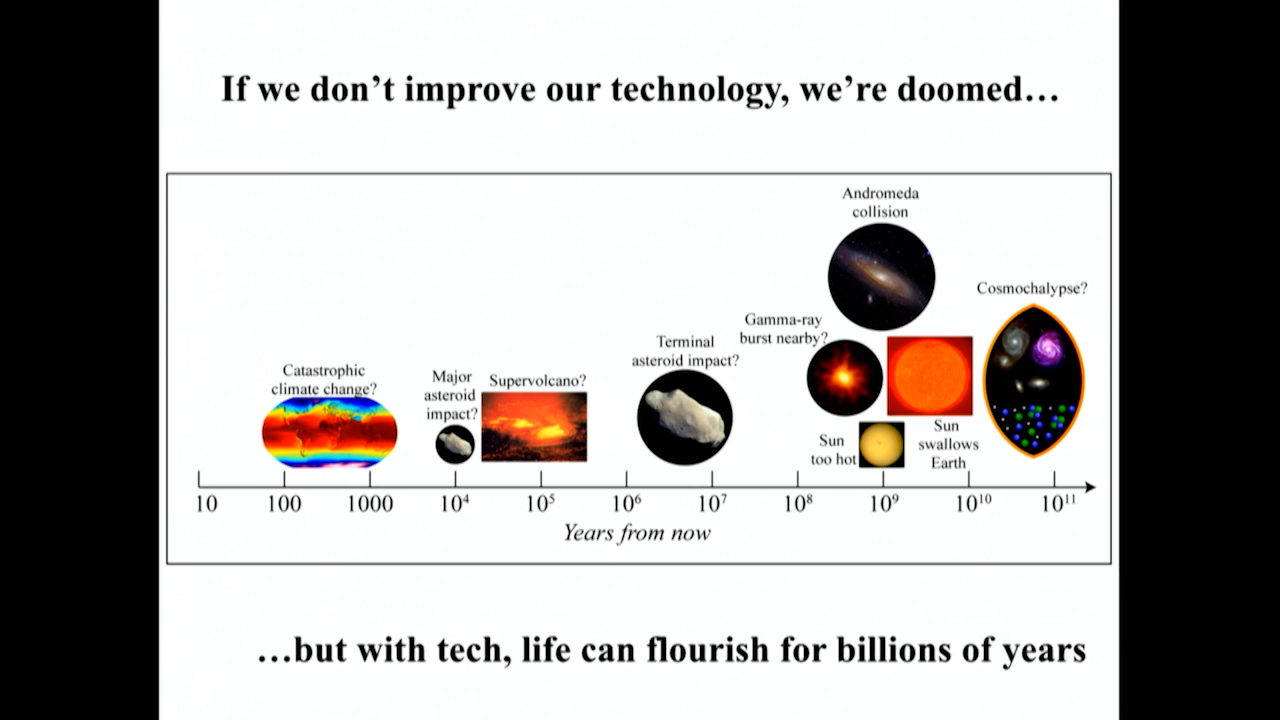 If we don't improve our technology, we're doomed…
Andromeda
collision
Cosmochalypse?
Gamma-ray
burst nearby?
Terminal
asteroid impact?
Catastrophic
climate change?
Major
asteroid
impact?
Supervolcano?
Sun
too hot
Sun
swallows
Earth
10 100 1000 10⁴ 10⁵ 10⁶ 10⁷ 10⁸ 10⁹ 10¹⁰ 10¹¹
Years from now
…but with tech, life can flourish for billions of years